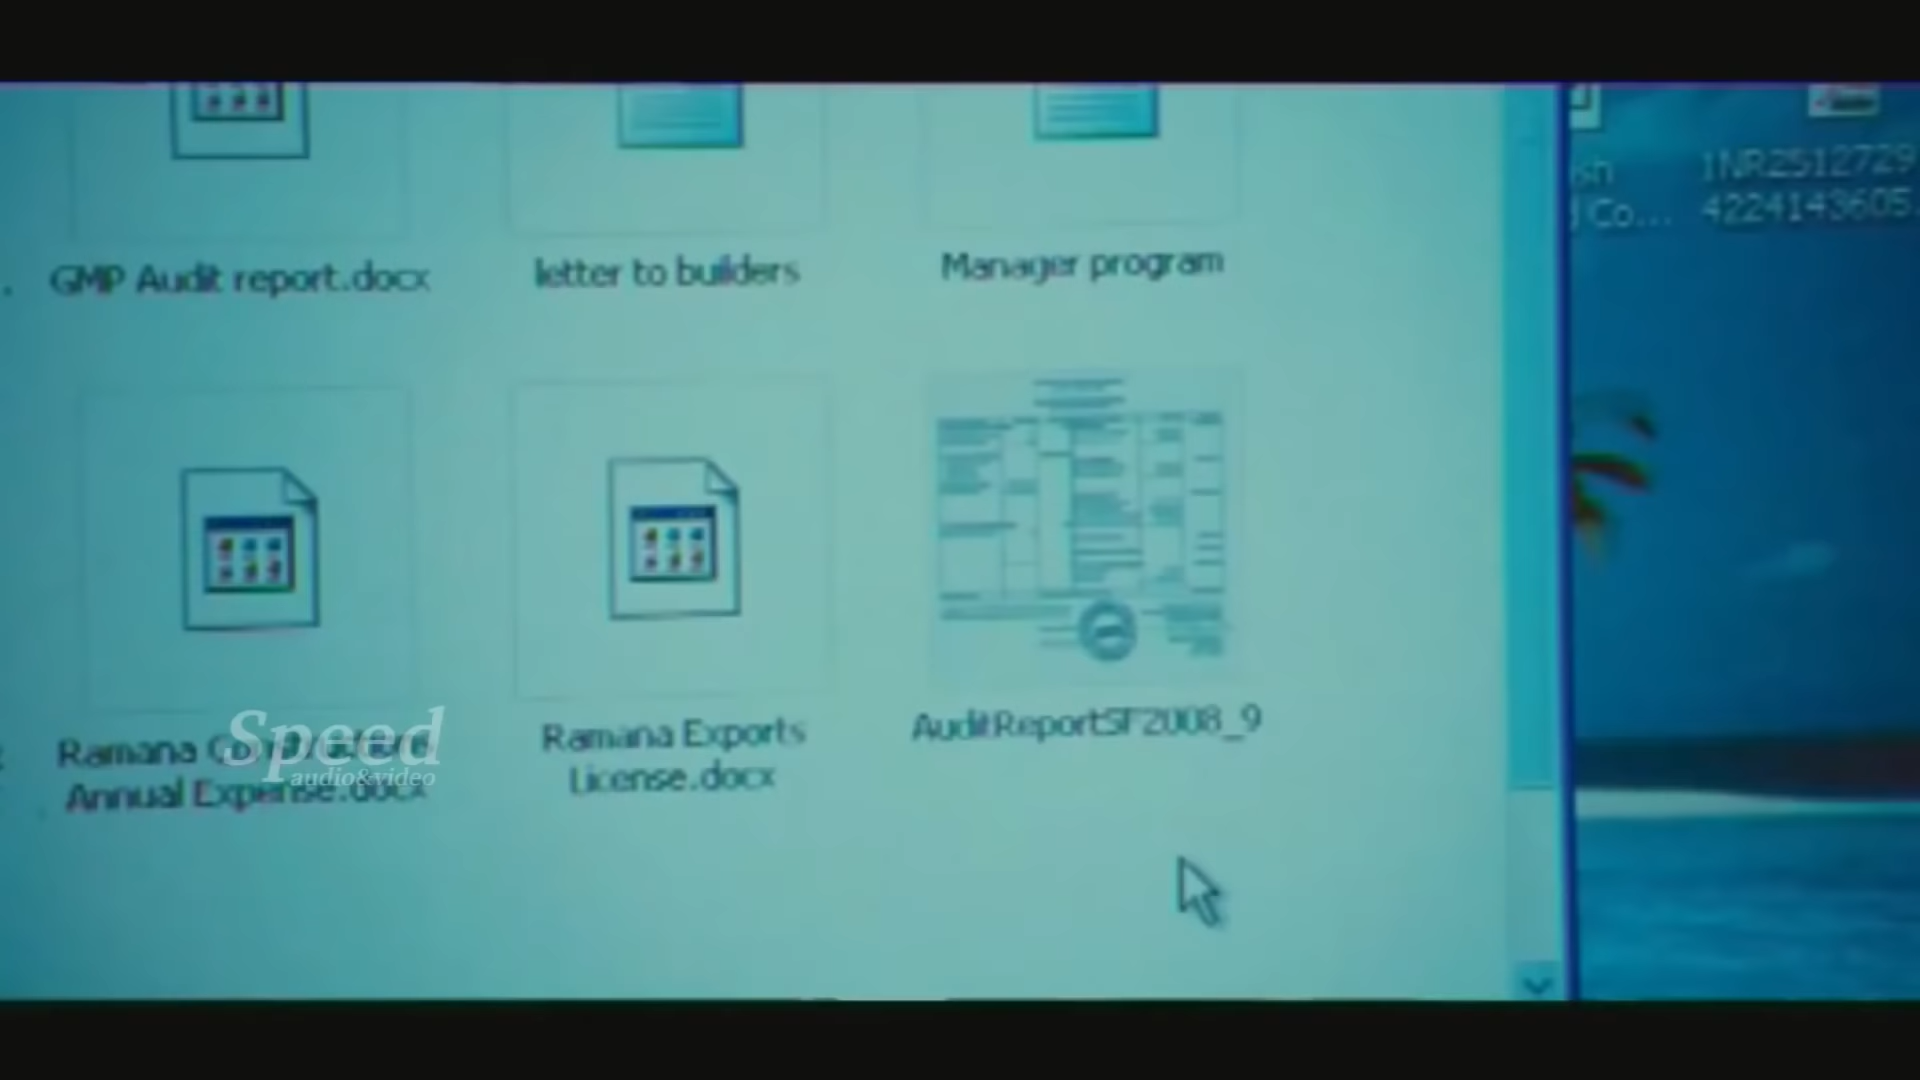 INR2512729
Co...
4224143605
GMP Audit report.docx
letter to builders
Manager program
Ramana
Annual Expense.docx
Ramana Exports
License.docx
AuditReportSF2008_9
Speed
audio&video